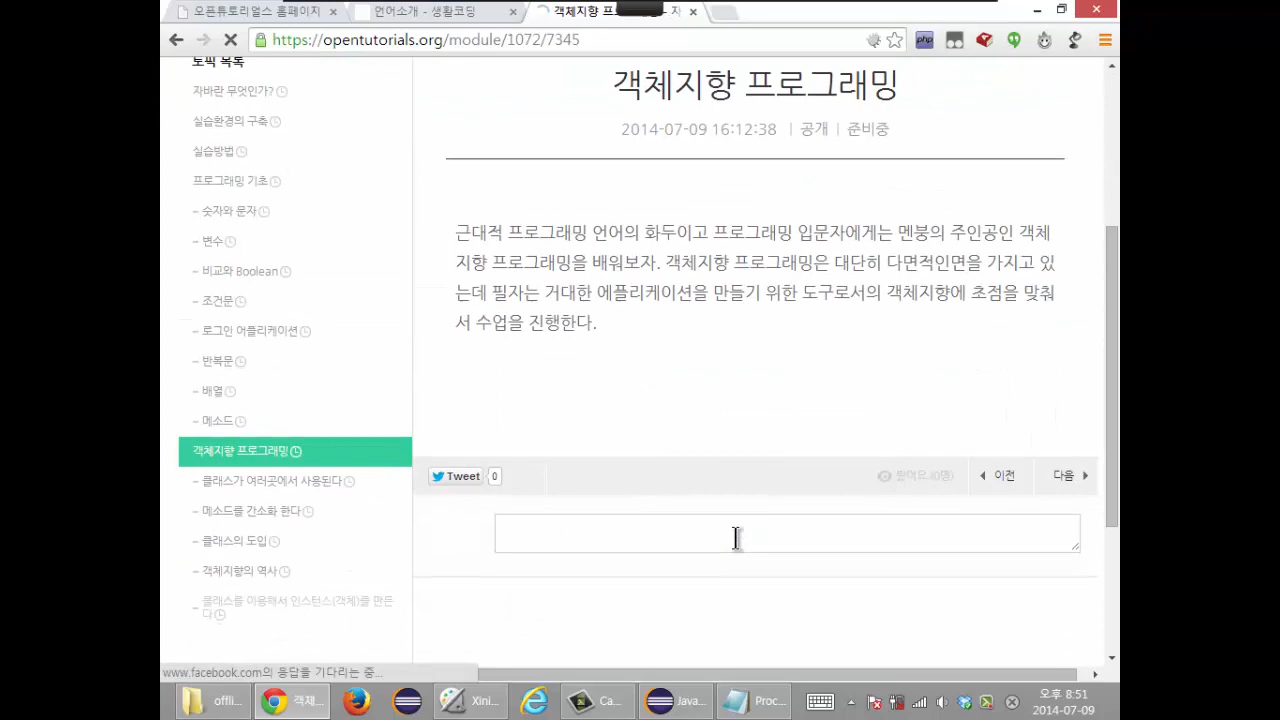 오픈튜토리얼스 홈페이지
언어소개 - 생활코딩
객체지향 프로
https://opentutorials.org/module/1072/7345
토픽 목록
자바란 무엇인가?
실습환경의 구축
실습방법
프로그래밍 기초
– 숫자와 문자
– 변수
– 비교와 Boolean
– 조건문
– 로그인 어플리케이션
– 반복문
– 배열
– 메소드
객체지향 프로그래밍
– 클래스가 여러곳에서 사용된다
– 메소드를 간소화 한다
– 클래스의 도입
– 객체지향의 역사
– 클래스를 이용해서 인스턴스(객체)를 만든
다
객체지향 프로그래밍
2014-07-09 16:12:38 | 공개 | 준비중
근대적 프로그래밍 언어의 화두이고 프로그래밍 입문자에게는 멘붕의 주인공인 객체
지향 프로그래밍을 배워보자. 객체지향 프로그래밍은 대단히 다면적인면을 가지고 있
는데 필자는 거대한 에플리케이션을 만들기 위한 도구로서의 객체지향에 초점을 맞춰
서 수업을 진행한다.
Tweet 0
이전
다음
www.facebook.com의 응답을 기다리는 중...
offli...
객체...
Xini...
Ca...
Java...
Proc...
오후 8:51
2014-07-09